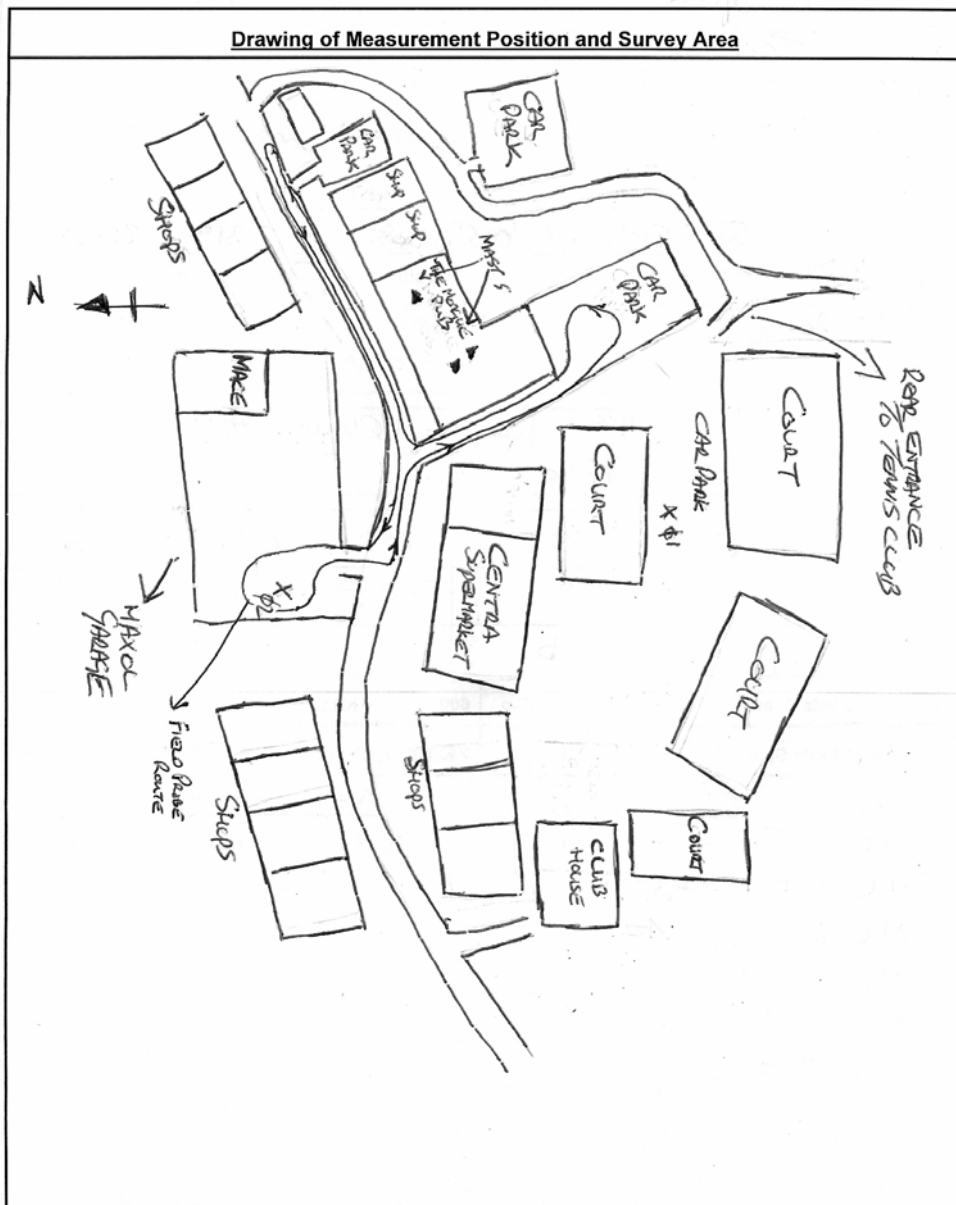 Drawing of Measurement Position and Survey Area
CAR
PARK
CAR
PARK
SHOP
SHOP
SHOPS
MASTS
THE MORGUE
PUB
CAR
PARK
N
MACE
REAR ENTRANCE
TO TENNIS CLUB
COURT
CAR PARK
COURT
X 01
CENTRA
SUPERMARKET
X 02
MAXOL
GARAGE
COURT
FIELD PROBE
ROUTE
SHOPS
SHOPS
COURT
CLUB
HOUSE